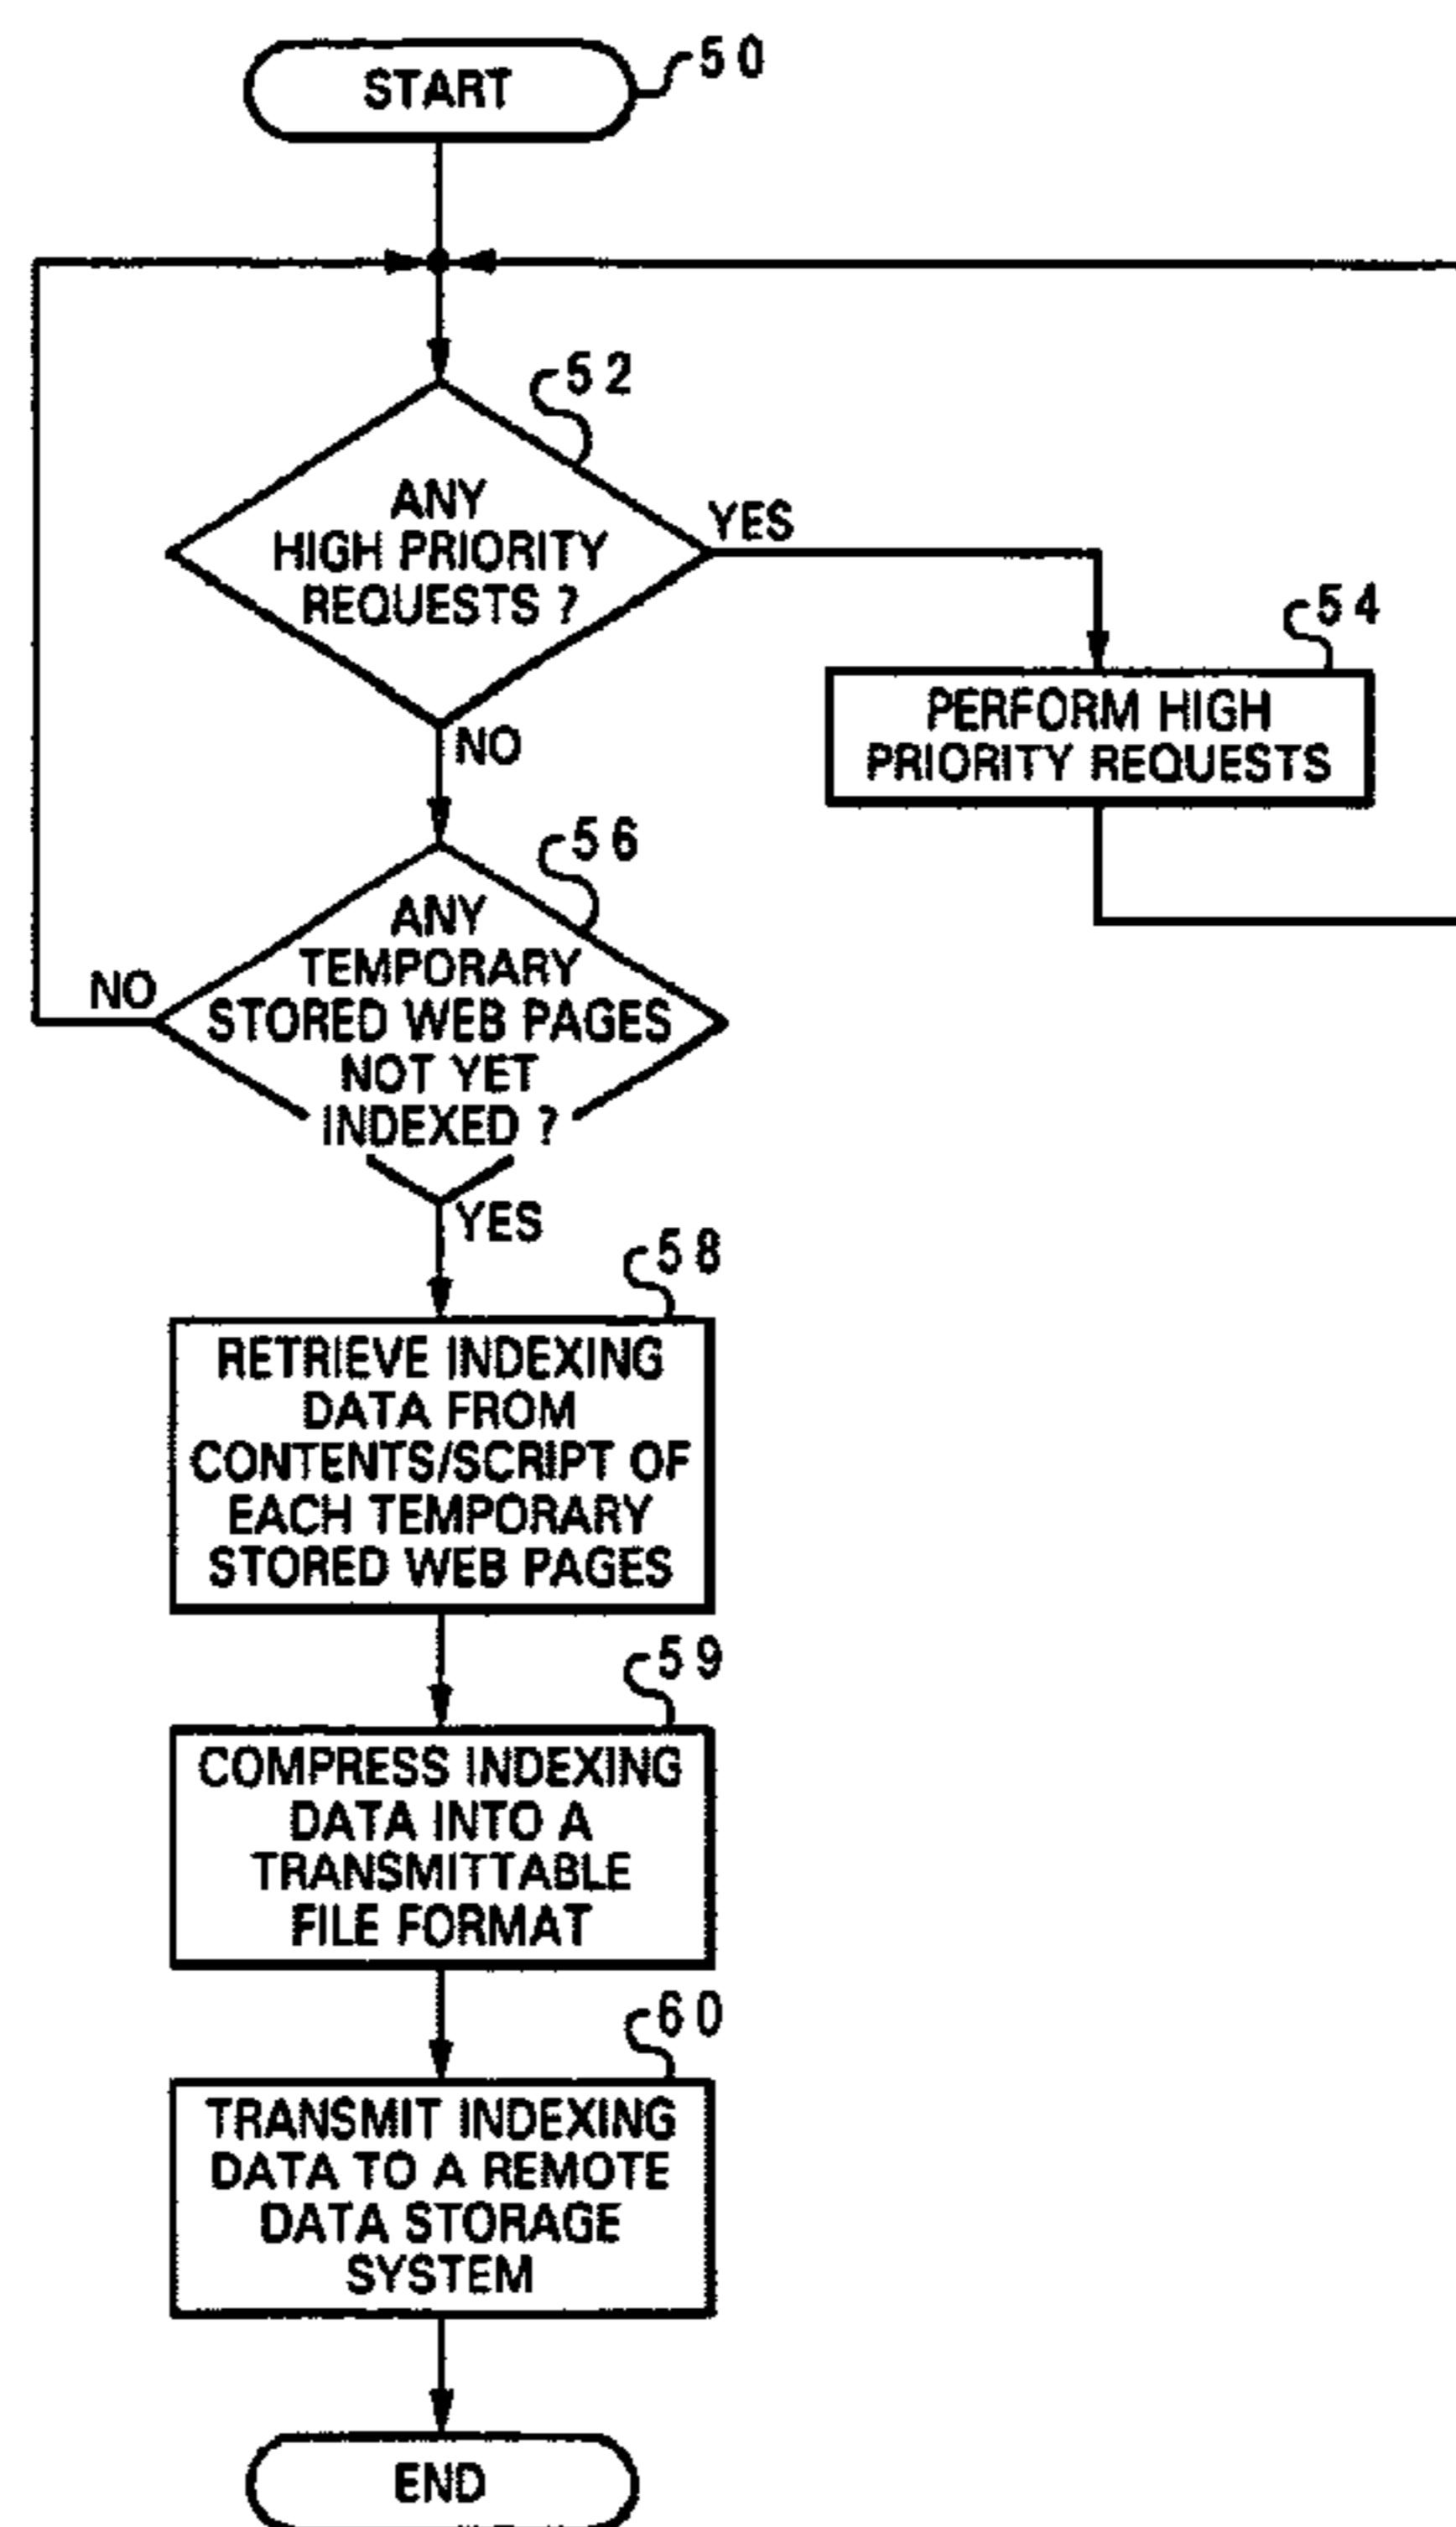 START
50
52
ANY
HIGH PRIORITY
REQUESTS ?
YES
54
PERFORM HIGH
PRIORITY REQUESTS
NO
56
ANY
TEMPORARY
STORED WEB PAGES
NOT YET
INDEXED ?
NO
YES
58
RETRIEVE INDEXING
DATA FROM
CONTENTS/SCRIPT OF
EACH TEMPORARY
STORED WEB PAGES
59
COMPRESS INDEXING
DATA INTO A
TRANSMITTABLE
FILE FORMAT
60
TRANSMIT INDEXING
DATA TO A REMOTE
DATA STORAGE
SYSTEM
END